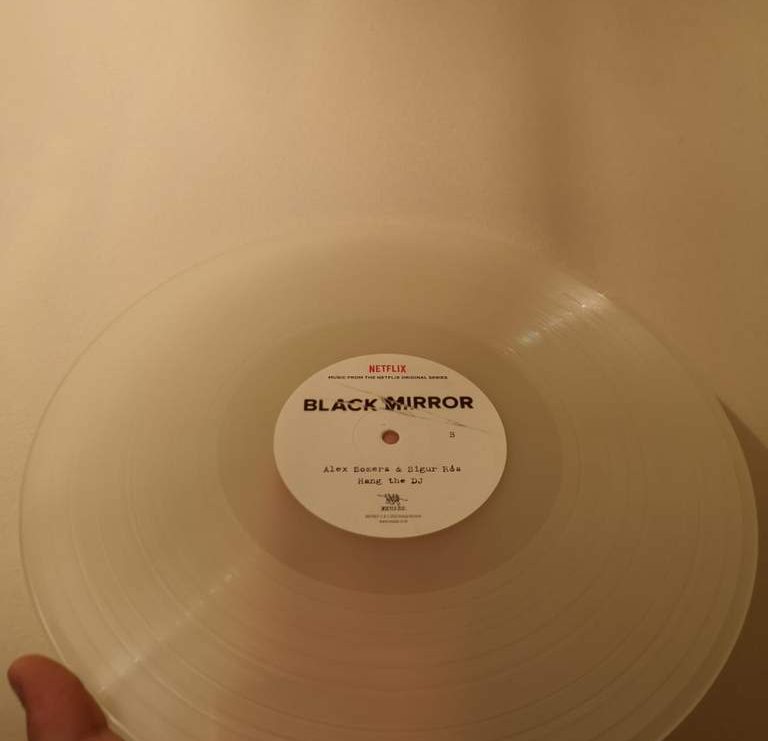 NETFLIX
MUSIC FROM THE NETFLIX ORIGINAL SERIES
BLACK MIRROR
B
Alex Somers & Sigur Rós
Hang the DJ